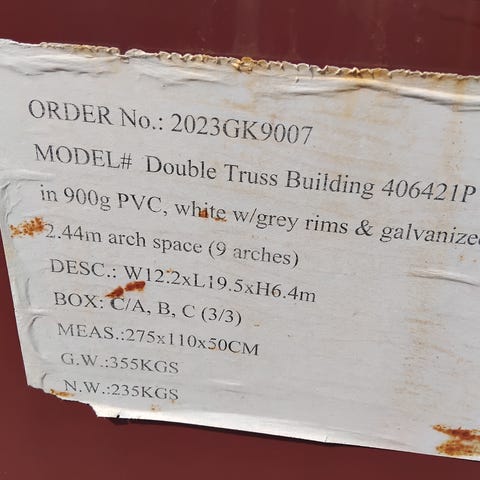 ORDER No.: 2023GK9007
MODEL# Double Truss Building 406421P
in 900g PVC, white w/grey rims & galvanized
2.44m arch space (9 arches)
DESC.: W12.2xL19.5xH6.4m
BOX: C/A, B, C (3/3)
MEAS.:275x110x50CM
G.W.:355KGS
N.W.:235KGS